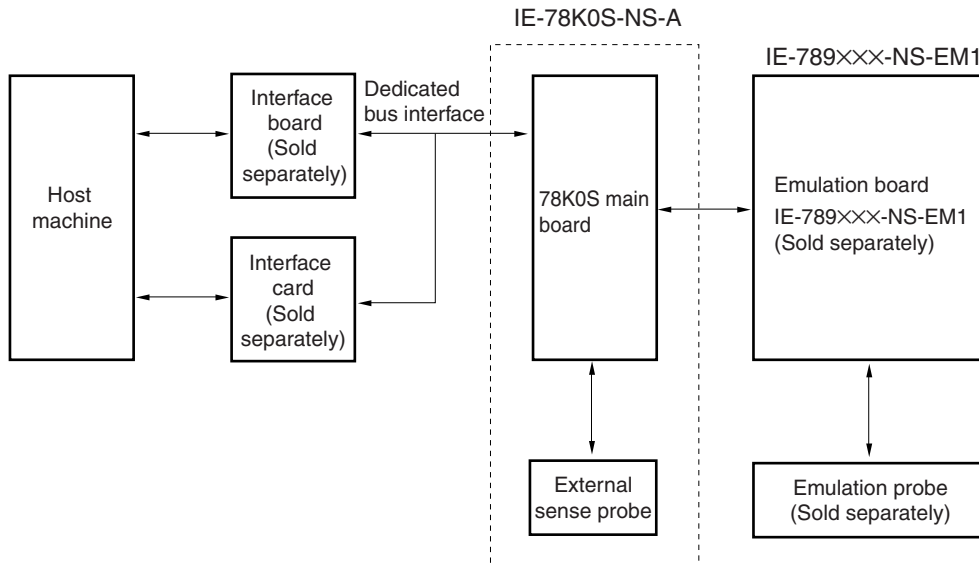 IE-78K0S-NS-A
IE-789×××-NS-EM1
Host
machine
Interface
board
(Sold
separately)
Dedicated
bus interface
Interface
card
(Sold
separately)
78K0S main
board
External
sense probe
Emulation board
IE-789×××-NS-EM1
(Sold separately)
Emulation probe
(Sold separately)